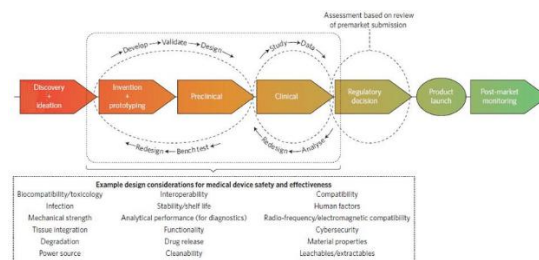 Assessment based on review
of premarket submission
Develop Validate Design
Study Data
Discovery
+
ideation
Invention
+
prototyping
Preclinical
Clinical
Regulatory
decision
Product
launch
Post-market
monitoring
Redesign Bench test
Redesign Analyse
Example design considerations for medical device safety and effectiveness
Biocompatibility/toxicology Interoperability Compatibility
Infection Stability/shelf life Human factors
Mechanical strength Analytical performance (for diagnostics) Radio-frequency/electromagnetic compatibility
Tissue integration Functionality Cybersecurity
Degradation Drug release Material properties
Power source Cleanability Leachables/extractables